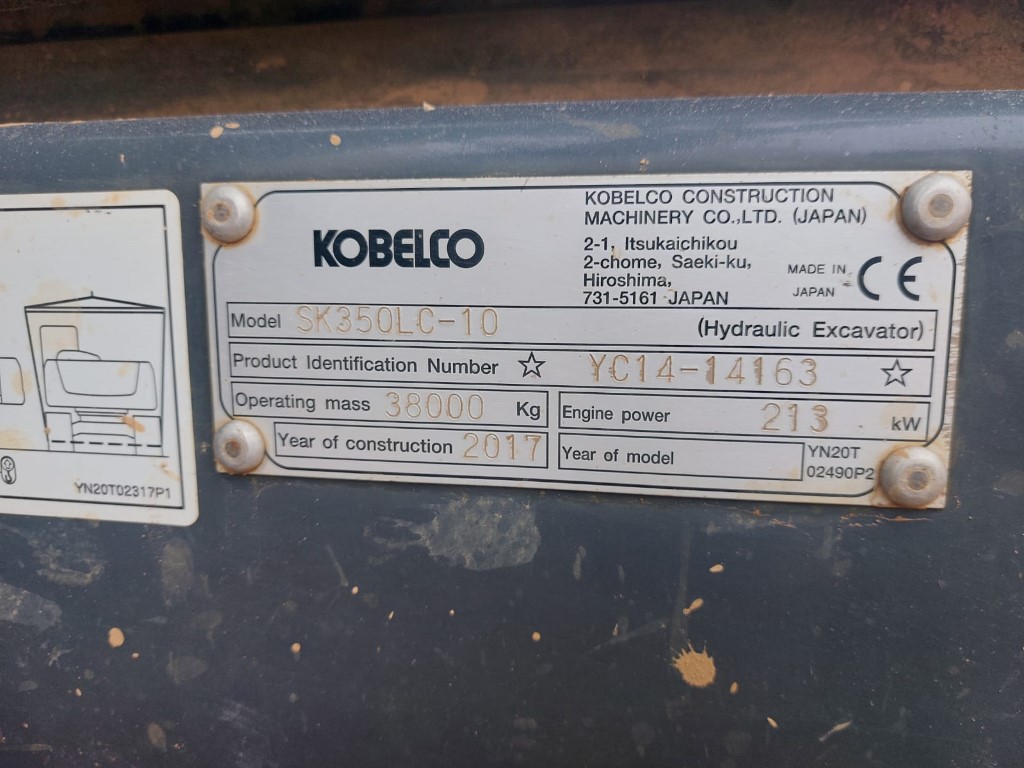 KOBELCO
KOBELCO CONSTRUCTION
MACHINERY CO.,LTD. (JAPAN)
2-1, Itsukaichikou
2-chome, Saeki-ku,
Hiroshima,
731-5161 JAPAN
MADE IN
JAPAN
CE
Model SK350LC-10 (Hydraulic Excavator)
Product Identification Number ☆ YC14-14163 ☆
Operating mass 38000 Kg
Engine power 213 kW
Year of construction 2017
Year of model
YN20T
02490P2
YN20T02317P1